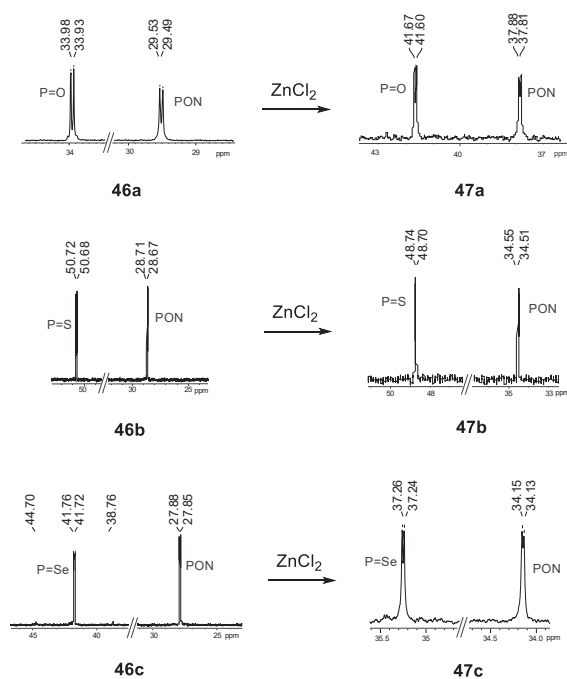 33.98
33.93
29.53
29.49
P=O
PON
34
30
29
ppm
46a
ZnCl2
41.67
41.60
37.88
37.81
P=O
PON
43
40
37
ppm
47a
50.72
50.68
28.71
28.67
P=S
PON
50
30
25
ppm
46b
ZnCl2
48.74
48.70
34.55
34.51
P=S
PON
50
48
34
33
ppm
47b
44.70
41.76
41.72
38.76
27.88
27.85
P=Se
PON
45
40
30
25
ppm
46c
ZnCl2
37.26
37.24
34.15
34.13
P=Se
PON
35.5
35
34.5
34.0
ppm
47c